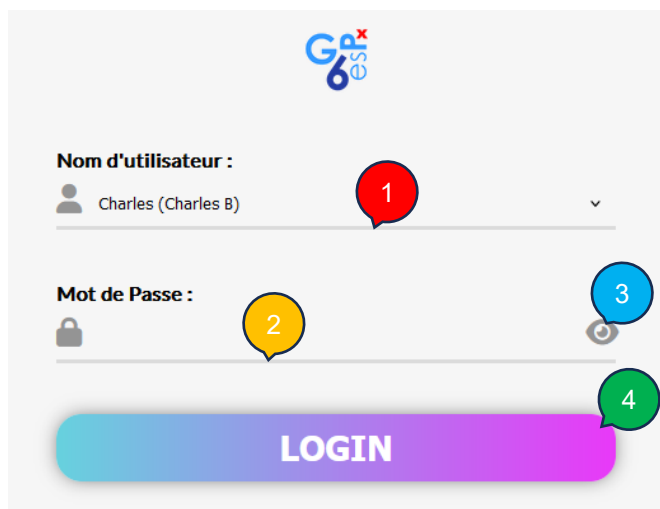 G6esPx
Nom d'utilisateur :
Charles (Charles B)
1
Mot de Passe :
3
2
4
LOGIN